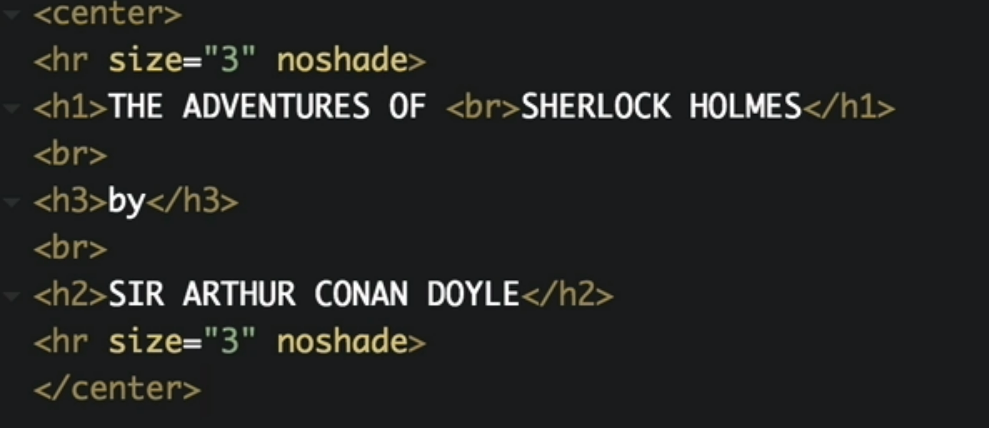 <center>
<hr size="3" noshade>
<h1>THE ADVENTURES OF <br>SHERLOCK HOLMES</h1>
<br>
<h3>by</h3>
<br>
<h2>SIR ARTHUR CONAN DOYLE</h2>
<hr size="3" noshade>
</center>